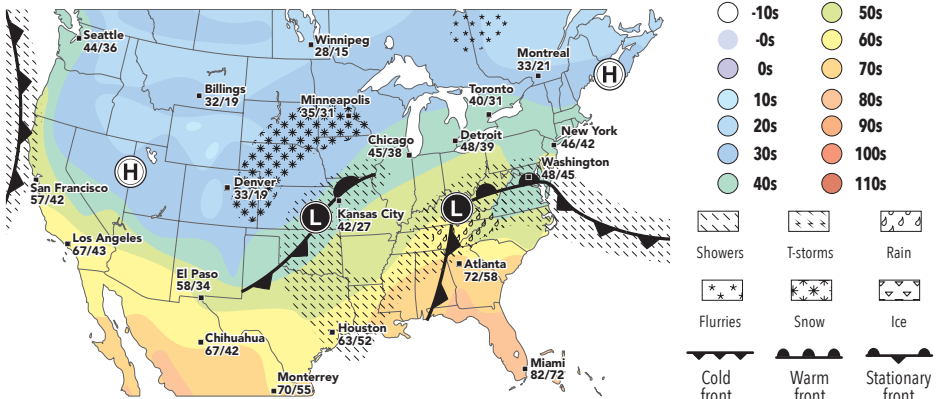 Seattle
44/36
Winnipeg
28/15
Montreal
33/21
H
Billings
32/19
Minneapolis
35/31
Toronto
40/31
Chicago
45/38
Detroit
48/39
New York
46/42
Washington
48/45
H
San Francisco
57/42
Denver
33/19
L
Kansas City
42/27
L
Los Angeles
67/43
El Paso
58/34
Atlanta
72/58
Chihuahua
67/42
Houston
63/52
Monterrey
70/55
Miami
82/72
-10s
50s
-0s
60s
0s
70s
10s
80s
20s
90s
30s
100s
40s
110s
Showers
T-storms
Rain
Flurries
Snow
Ice
Cold
front
Warm
front
Stationary
front